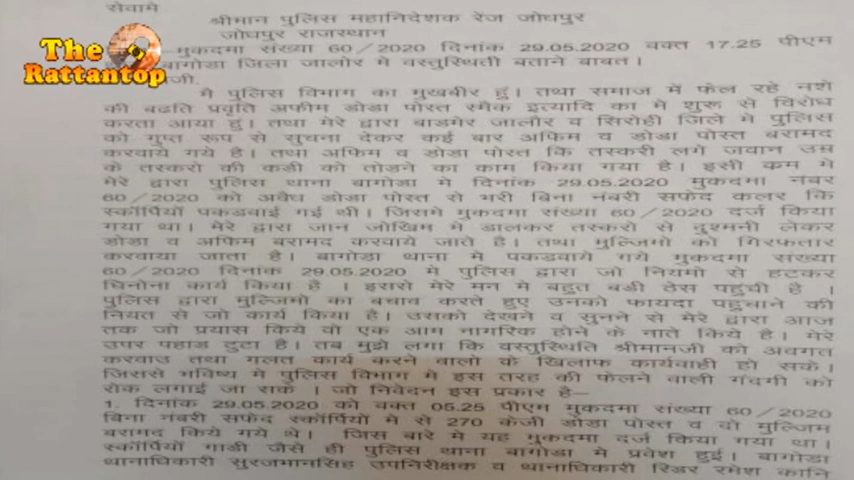 सेवामे
श्रीमान पुलिस महानिदेशक रेंज जोधपुर
जोधपुर राजस्थान
The
Rattantop
मुकदमा संख्या 60/2020 दिनांक 29.05.2020 वक्त 17.25 पीएम
बागोडा जिला जालोर मे वस्तुस्थिती बताने बाबत।
जी.
मै पुलिस विभाग का मुखबीर हुं। तथा समाज में फेल रहे नशे
की बढति प्रवृति अफीम डोडा पोस्त स्मैक इत्यादि का मे शुरू से विरोध
करता आया हुं। तथा मेरे द्वारा बाडमेर जालौर व सिरोही जिले मे पुलिस
को गुप्त रूप से सुचना देकर कई बार अफिम व डोडा पोस्त बरामद
करवाये गये है। तथा अफिम व डोडा पोस्त कि तस्करी लगे जवान उम्र
के तस्करो की कडी को तोडने का काम किया गया है। इसी क्रम मे
मेरे द्वारा पुलिस थाना बागोडा मे दिनांक 29.05.2020 मुकदमा नंबर
60/2020 को अवैध डोडा पोस्त से भरी बिना नंबरी सफेद कलर कि
स्कॉर्पियों पकडवाई गई थी। जिसमे मुकदमा संख्या 60/2020 दर्ज किया
गया था। मेरे द्वारा जान जोखिम मे डालकर तस्करो से दुश्मनी लेकर
डोडा व अफिम बरामद करवाये जाते है। तथा मुल्जिमो को गिरफतार
करवाया जाता है। बागोडा थाना मे पकडवाये गये मुकदमा संख्या
60/2020 दिनांक 29.05.2020 मे पुलिस द्वारा जो नियमो से हटकर
घिनोना कार्य किया है । इससे मेरे मन मे बहुत बडी ठेस पहुंची है ।
पुलिस द्वारा मुल्जिमो का बचाव करते हुए उनको फायदा पहुचाने की
नियत से जो कार्य किया है। उसको देखने व सुनने से मेरे द्वारा आज
तक जो प्रयास किये वो एक आम नागरिक होने के नाते किये है। मेरे
उपर पहाड टुटा है। तब मुझे लगा कि वस्तुस्थिति श्रीमानजी को अवगत
करवाउ तथा गलत कार्य करने वालो के खिलाफ कार्यवाही हो सके।
जिससे भविष्य मे पुलिस विभाग मे इस तरह की फेलने वाली गंदगी को
रोक लगाई जा सके । जो निवेदन इस प्रकार है–
1. दिनांक 29.05.2020 को वक्त 05.25 पीएम मुकदमा संख्या 60/2020
बिना नंबरी सफेद स्कॉर्पियो मे से 270 केजी डोडा पोस्त व दो मुल्जिम
बरामद किये गये थे। जिस बारे मे यह मुकदमा दर्ज किया गया था।
स्कॉर्पियो गाडी जैसे ही पुलिस थाना बागोडा मे प्रवेश हुई। बागोडा
थानाधिकारी सुरजभानसिंह उपनिरीक्षक व थानाधिकारी रिडर रमेश कानि